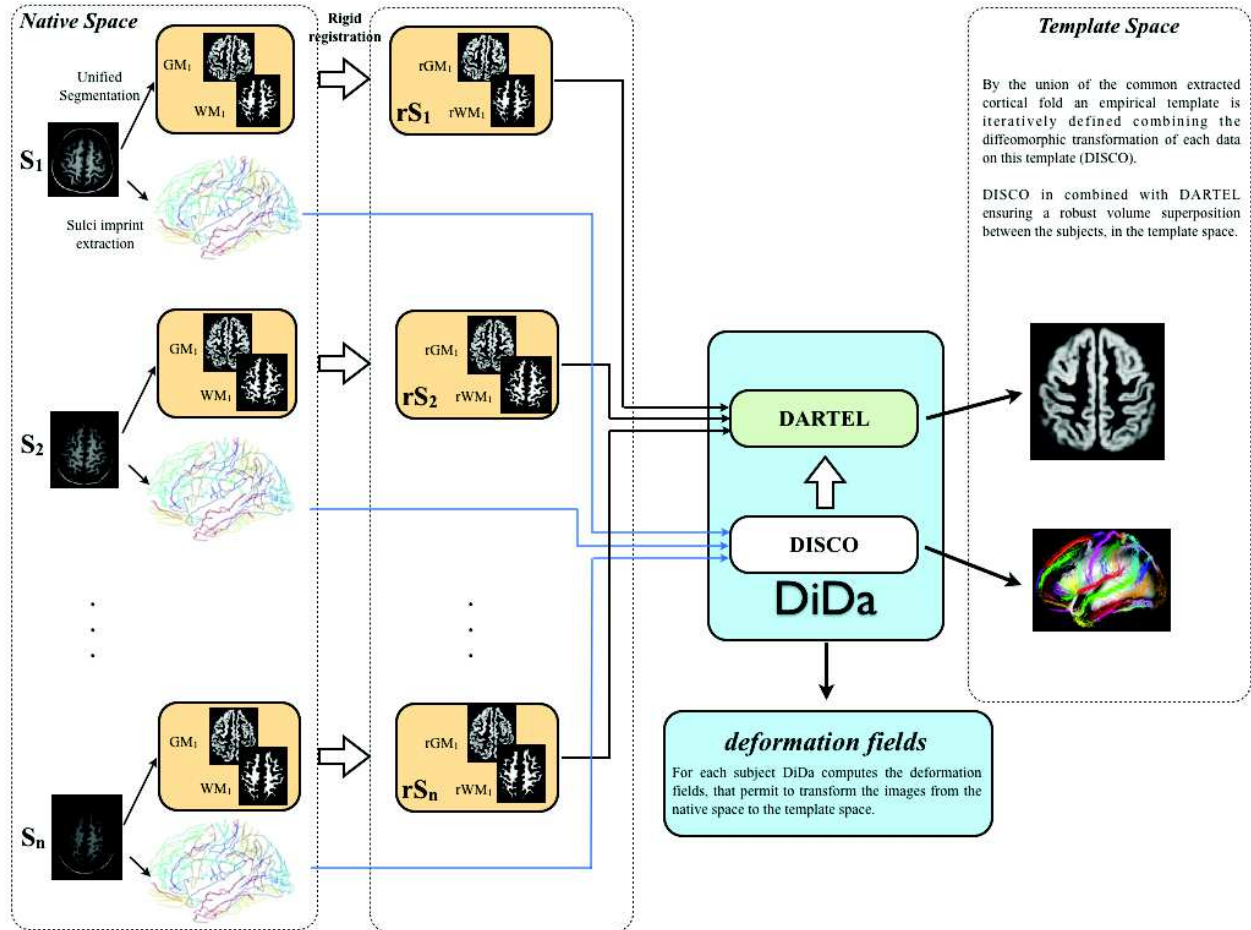 Native Space
Unified
Segmentation
GM1
WM1
S1
Sulci imprint
extraction
Rigid
registration
rGM1
rS1 rWM1
GM1
WM1
S2
rGM1
rS2 rWM1
.
.
.
.
.
.
GM1
WM1
Sn
rGM1
rSn rWM1
DARTEL
DISCO
DiDa
deformation fields
For each subject DiDa computes the deformation
fields, that permit to transform the images from the
native space to the template space.
Template Space
By the union of the common extracted
cortical fold an empirical template is
iteratively defined combining the
diffeomorphic transformation of each data
on this template (DISCO).
DISCO in combined with DARTEL
ensuring a robust volume superposition
between the subjects, in the template space.